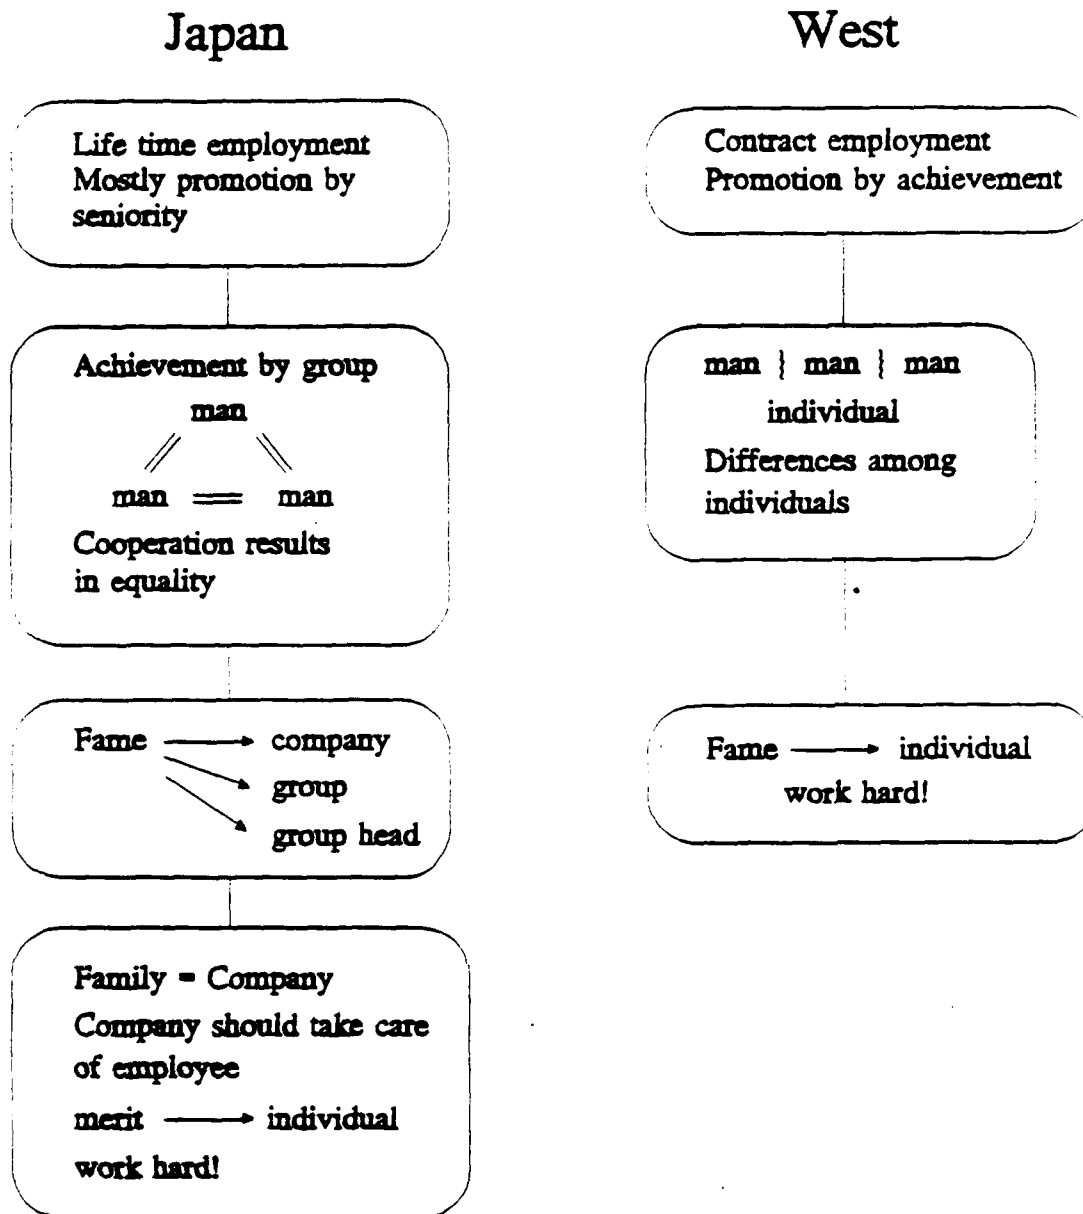 Japan
Life time employment
Mostly promotion by
seniority
Achievement by group
man
man == man
Cooperation results
in equality
Fame → company
group
group head
Family = Company
Company should take care
of employee
merit → individual
work hard!
West
Contract employment
Promotion by achievement
man } man } man
individual
Differences among
individuals
Fame → individual
work hard!